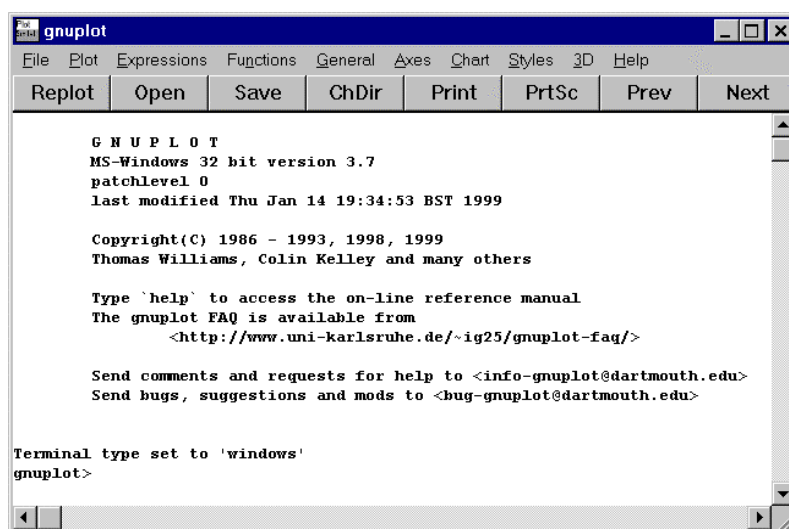 gnuplot
File Plot Expressions Functions General Axes Chart Styles 3D Help
Replot Open Save ChDir Print PrtSc Prev Next
G N U P L O T
MS-Windows 32 bit version 3.7
patchlevel 0
last modified Thu Jan 14 19:34:53 BST 1999
Copyright(C) 1986 - 1993, 1998, 1999
Thomas Williams, Colin Kelley and many others
Type `help` to access the on-line reference manual
The gnuplot FAQ is available from
<http://www.uni-karlsruhe.de/~ig25/gnuplot-faq/>
Send comments and requests for help to <info-gnuplot@dartmouth.edu>
Send bugs, suggestions and mods to <bug-gnuplot@dartmouth.edu>
Terminal type set to 'windows'
gnuplot>